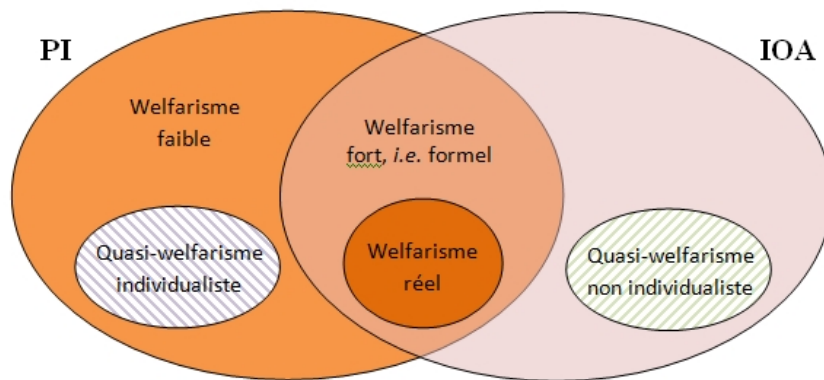 PI
IOA
Welfarisme
faible
Welfarisme
fort, i.e. formel
Quasi-welfarisme
individualiste
Welfarisme
réel
Quasi-welfarisme
non individualiste